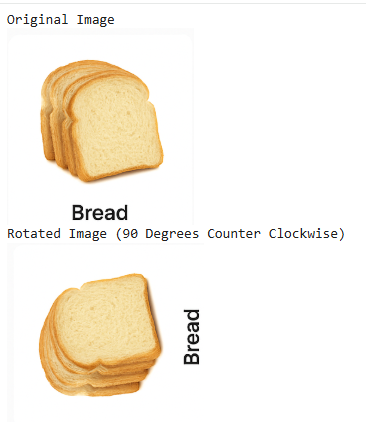 Original Image
Bread
Rotated Image (90 Degrees Counter Clockwise)
Bread